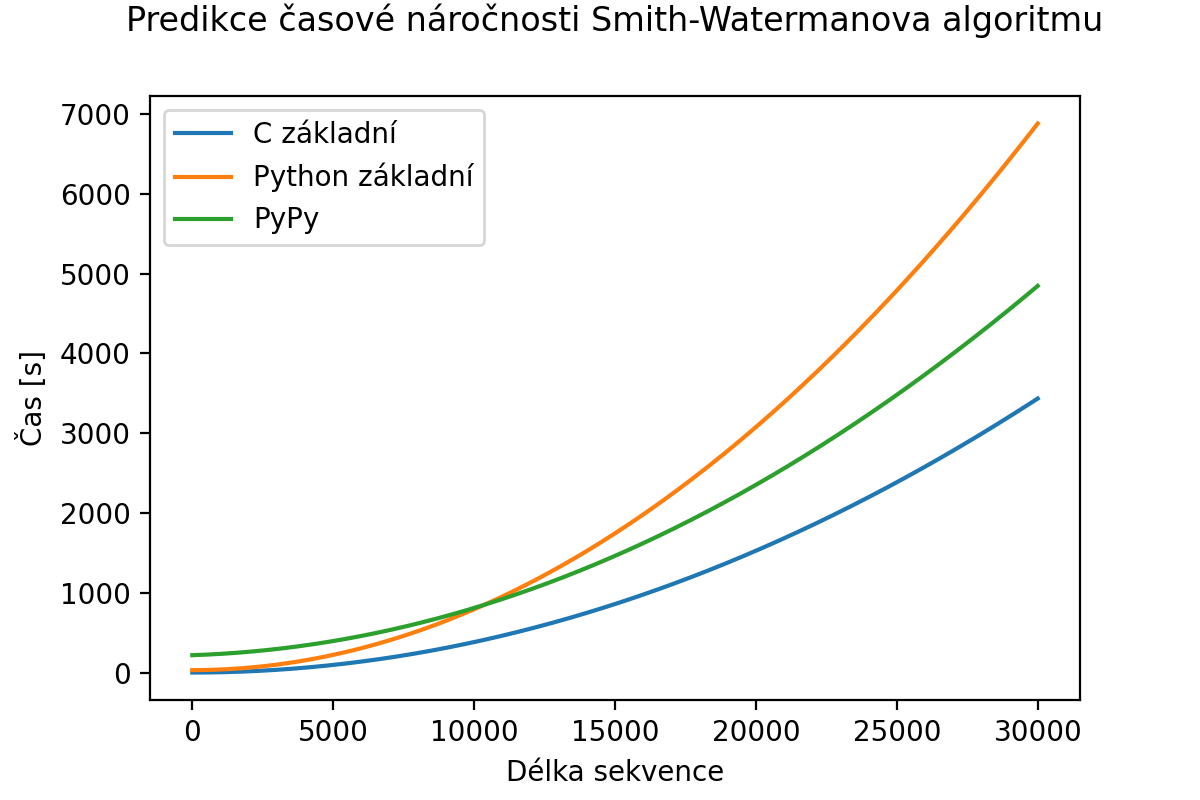 Predikce časové náročnosti Smith-Watermanova algoritmu
C základní
Python základní
PyPy
7000
6000
5000
4000
3000
2000
1000
0
Čas [s]
0 5000 10000 15000 20000 25000 30000
Délka sekvence